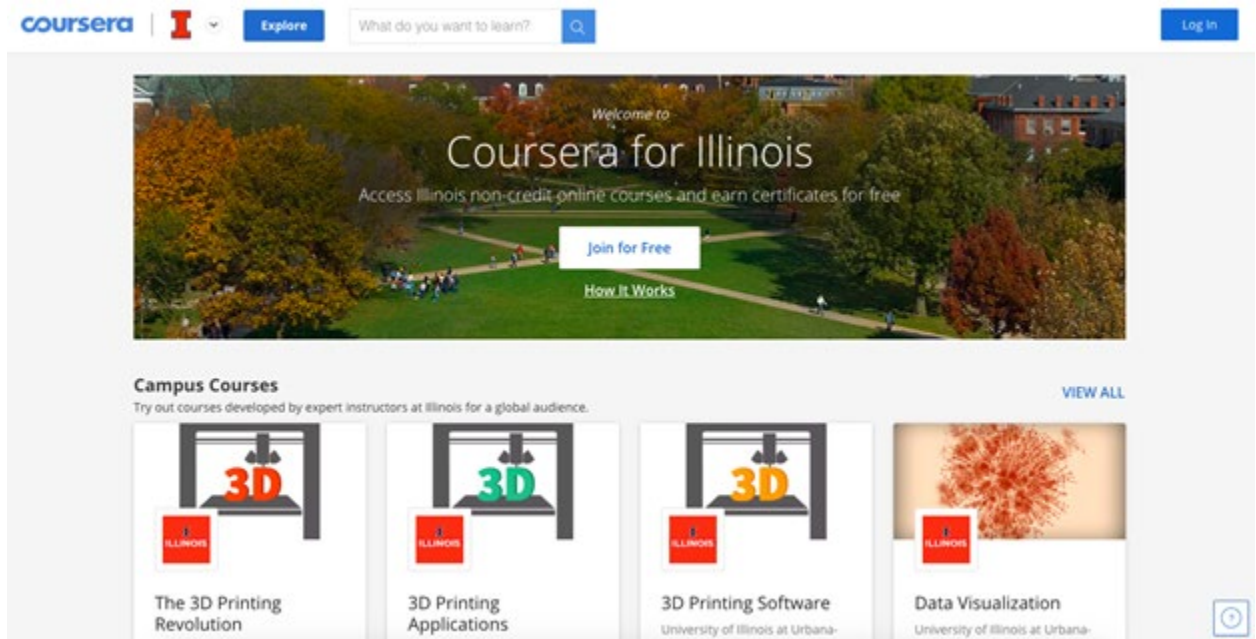 coursera
I
Explore
What do you want to learn?
Log In
Welcome to
Coursera for Illinois
Access Illinois non-credit online courses and earn certificates for free
Join for Free
How It Works
Campus Courses
VIEW ALL
Try out courses developed by expert instructors at Illinois for a global audience.
3D
3D
3D
ILLINOIS
ILLINOIS
ILLINOIS
ILLINOIS
The 3D Printing
Revolution
3D Printing
Applications
3D Printing Software
University of Illinois at Urbana-
Data Visualization
University of Illinois at Urbana-